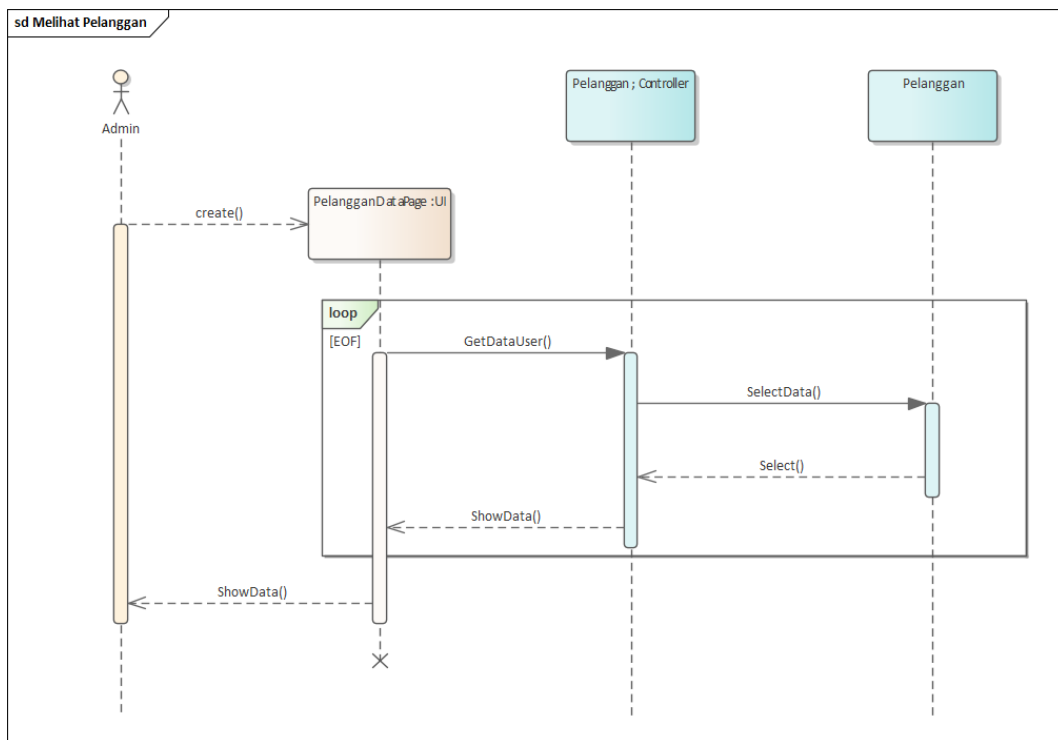 sd Melihat Pelanggan
Admin
Pelanggan ; Controller
Pelanggan
PelangganDataPage :UI
create()
loop
[EOF]
GetDataUser()
SelectData()
Select()
ShowData()
ShowData()